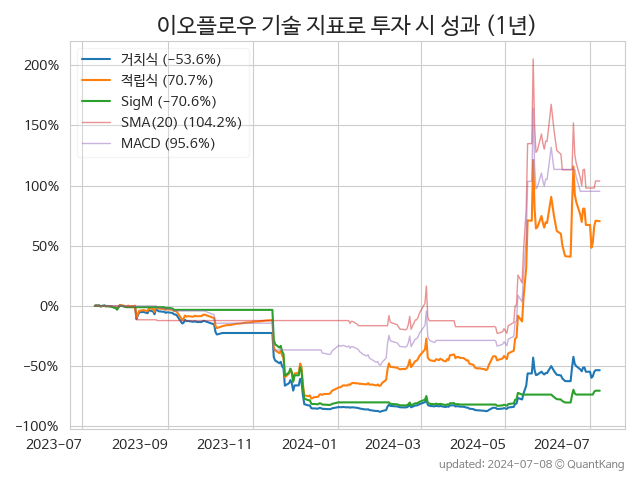 이오플로우 기술 지표로 투자 시 성과 (1년)
거치식 (−53.6%)
적립식 (70.7%)
SigM (−70.6%)
SMA(20) (104.2%)
MACD (95.6%)
200%
150%
100%
50%
0%
−50%
−100%
2023-07 2023-09 2023-11 2024-01 2024-03 2024-05 2024-07
updated: 2024-07-08 ⓒ QuantKang